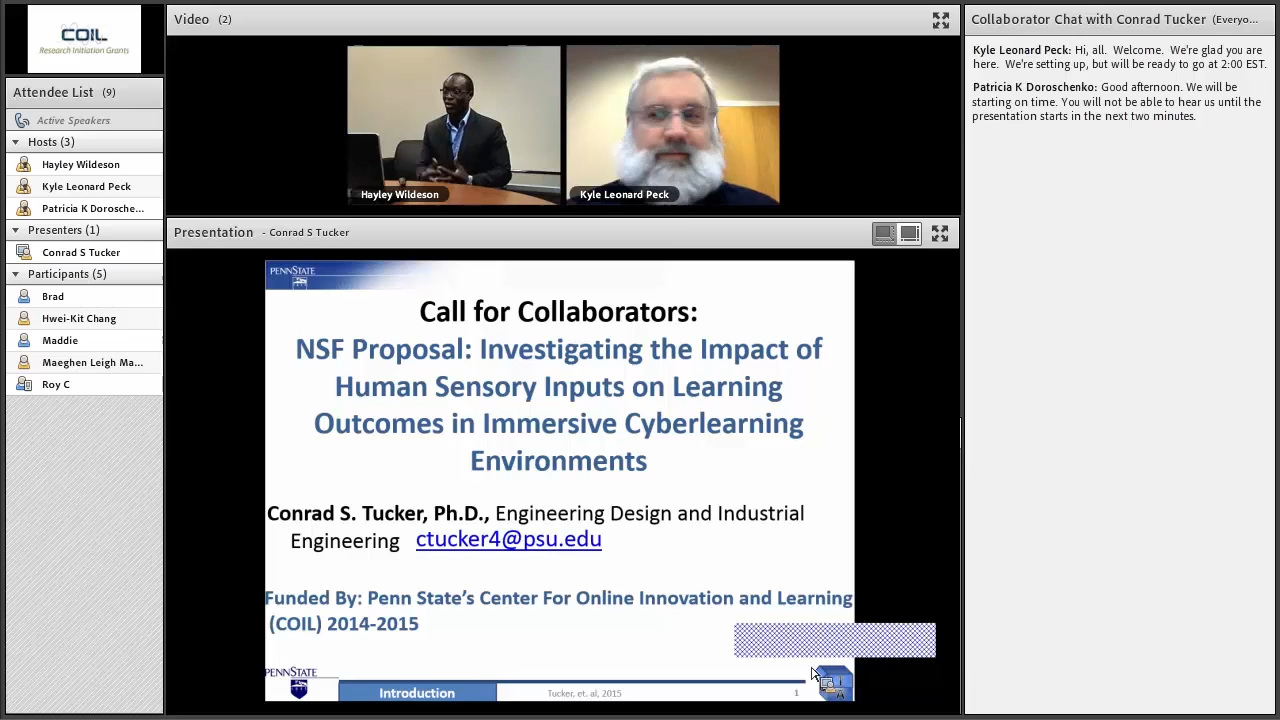 COIL
Research Initiation Grants
Attendee List (9)
Active Speakers
Hosts (3)
Hayley Wildeson
Kyle Leonard Peck
Patricia K Dorosche...
Presenters (1)
Conrad S Tucker
Participants (5)
Brad
Hwei-Kit Chang
Maddie
Maeghen Leigh Ma...
Roy C
Video (2)
Hayley Wildeson
Kyle Leonard Peck
Presentation - Conrad S Tucker
PENNSTATE
Call for Collaborators:
NSF Proposal: Investigating the Impact of
Human Sensory Inputs on Learning
Outcomes in Immersive Cyberlearning
Environments
Conrad S. Tucker, Ph.D., Engineering Design and Industrial
Engineering ctucker4@psu.edu
Funded By: Penn State’s Center For Online Innovation and Learning
(COIL) 2014-2015
PENNSTATE
Introduction
Tucker, et. al, 2015
1
Collaborator Chat with Conrad Tucker (Everyo...
Kyle Leonard Peck: Hi, all. Welcome. We're glad you are
here. We're setting up, but will be ready to go at 2:00 EST.
Patricia K Doroschenko: Good afternoon. We will be
starting on time. You will not be able to hear us until the
presentation starts in the next two minutes.